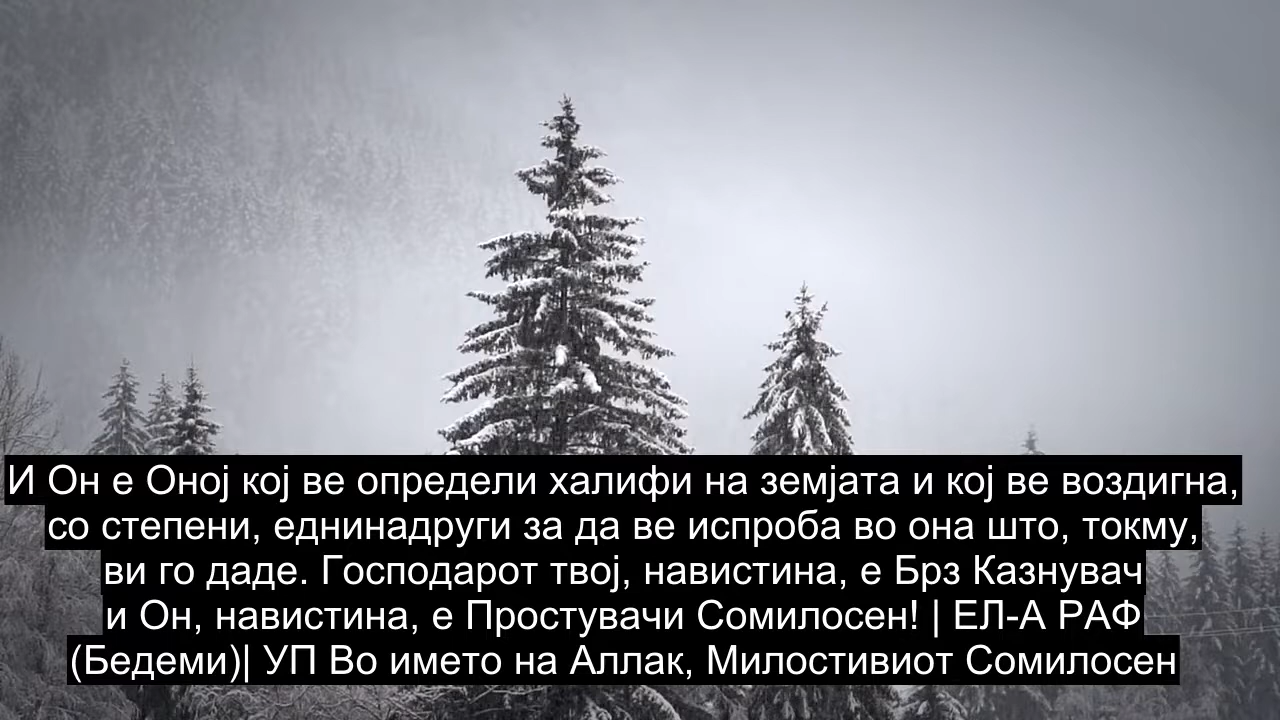 И Он е Оној кој ве определи халифи на земјата и кој ве воздигна,
со степени, еднинадруги за да ве испроба во она што, токму,
ви го даде. Господарот твој, навистина, е Брз Казнувач
и Он, навистина, е Простувачи Сомилосен! | ЕЛ-А РАФ
(Бедеми)| УП Во името на Аллак, Милостивиот Сомилосен